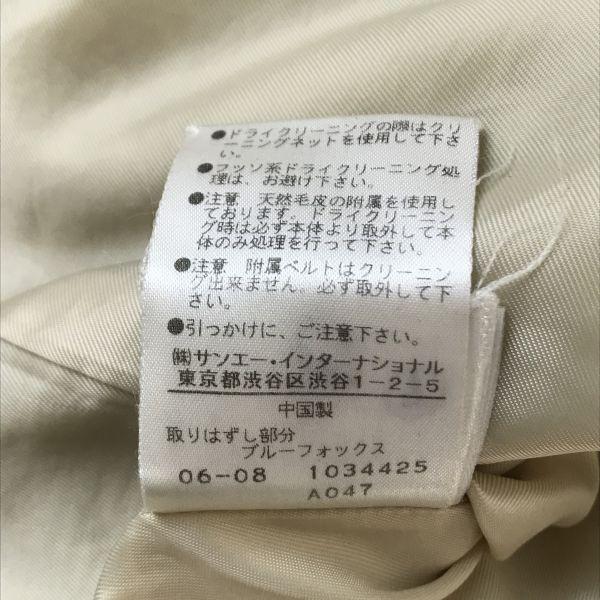 ●ドライクリーニングの際はクリ
ーニングネットを使用して下さ
い。
●フッソ系ドライクリーニング処
理は、お避け下さい。
●注意 天然毛皮の附属を使用し
ております。ドライクリーニン
グ時は必ず本体より取外して本
体のみ処理を行って下さい。
●注意 附属ベルトはクリーニン
グ出来ません。必ず取外して下
さい。
●引っかけに、ご注意下さい。
㈱サンエー・インターナショナル
東京都渋谷区渋谷1-2-5
中国製
取りはずし部分
ブルーフォックス
06-08 1034425
A047